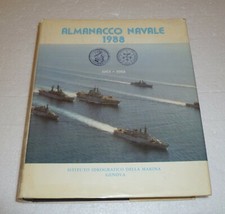 ALMANACCO NAVALE
1988
ISTITUTO IDROGRAFICO DELLA MARINA
GENOVA